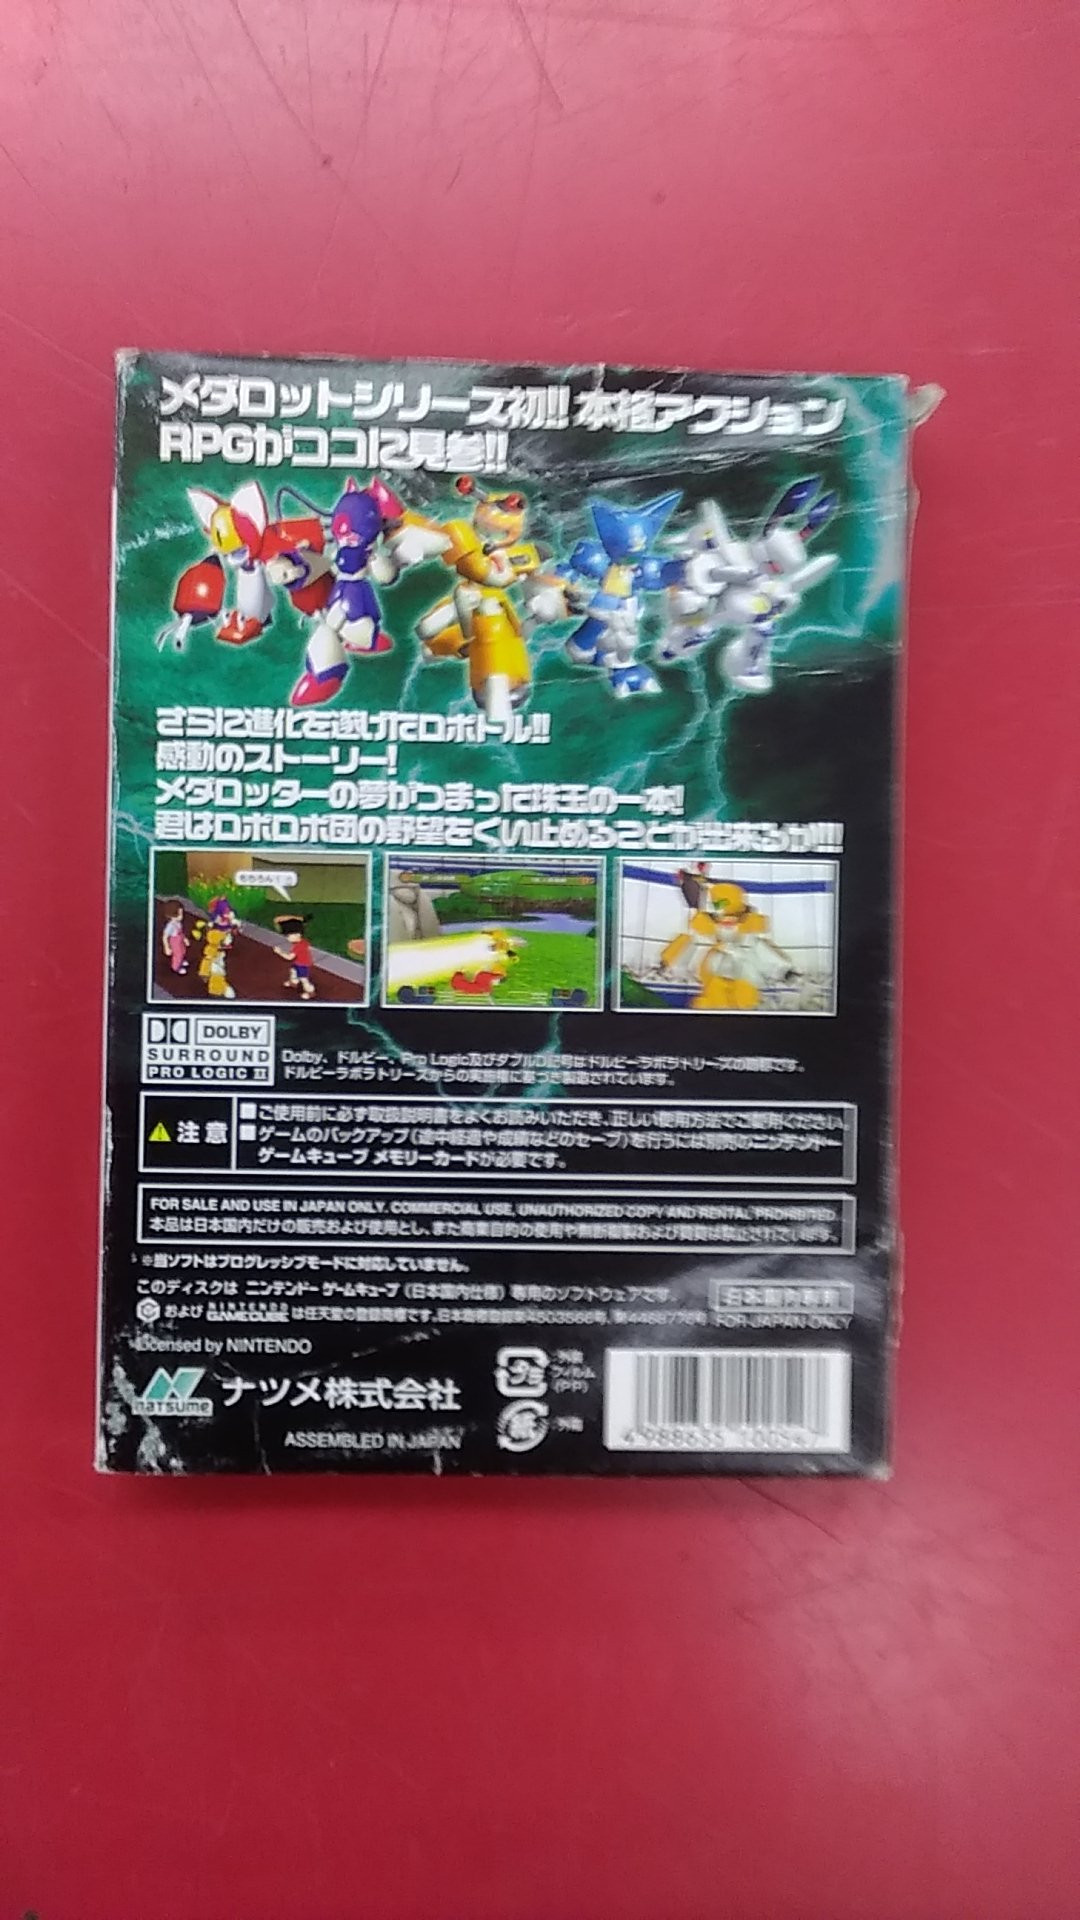 メダロットシリーズ初!! 本格アクション
RPGがココに見参!!
さらに進化を遂げたロボトル!!
感動のストーリー!
メダロッターの夢がつまった珠玉の一本!
君はロボロボ団の野望をくい止めることが出来るか!!!
DOLBY
SURROUND
PRO LOGIC II
Dolby、ドルビー、Pro Logic及びダブルD記号はドルビーラボラトリーズの商標です。
ドルビーラボラトリーズからの実施権に基づき製造されています。
注意
■ご使用前に必ず取扱説明書をよくお読みいただき、正しい使用方法でご愛用ください。
■ゲームのバックアップ(途中経過や成績などのセーブ)を行うには別売のニンテンドー
ゲームキューブ メモリーカードが必要です。
FOR SALE AND USE IN JAPAN ONLY. COMMERCIAL USE, UNAUTHORIZED COPY AND RENTAL PROHIBITED.
本品は日本国内だけの販売および使用とし、また商業目的の使用や無断複製および賃貸は禁止されています。
※当ソフトはプログレッシブモードに対応していません。
このディスクは ニンテンドー ゲームキューブ (日本国内仕様) 専用のソフトウェアです。
および NINTENDO GAMECUBE は任天堂の登録商標です。
日本国内専用
FOR JAPAN ONLY
Licensed by NINTENDO
natsume ナツメ株式会社
ASSEMBLED IN JAPAN
プラ
外装
フィルム
(PP)
紙
外箱
4 988635 100547